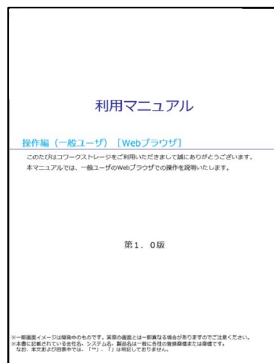 利用マニュアル
操作編（一般ユーザ）［Webブラウザ］
このたびはコワークストレージをご利用いただきまして誠にありがとうございます。
本マニュアルでは、一般ユーザのWebブラウザでの操作を説明いたします。
第１．０版
※一部画面イメージは開発中のものです。実際の画面とは一部異なる場合がありますのでご注意ください。
※本書に記載されている会社名、システム名、製品名は一般に各社の登録商標または商標です。
なお、本文および図表中では、「™」、「」は明記しておりません。